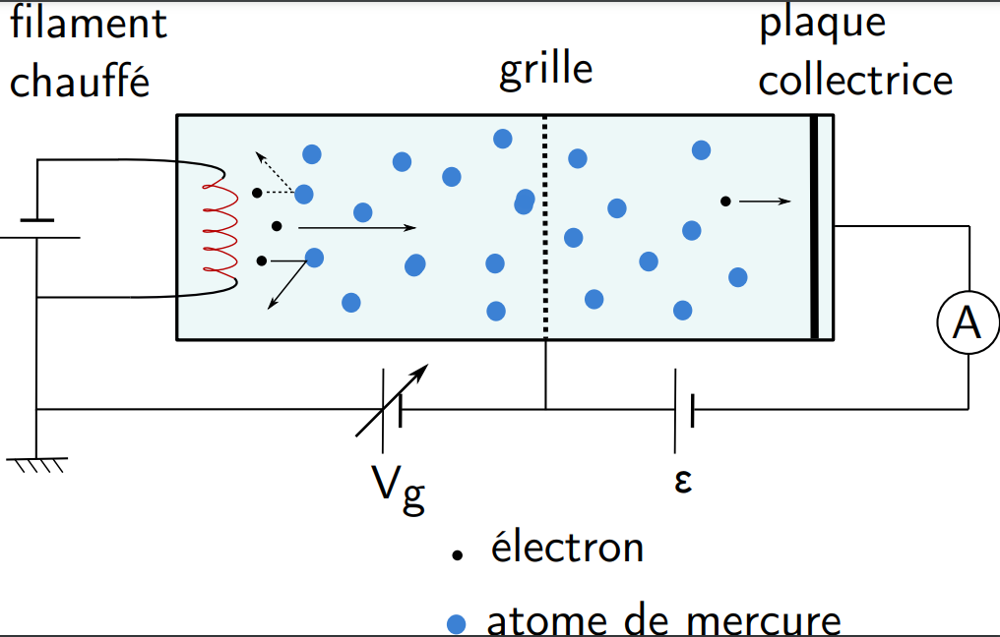 filament
chauffé
grille
plaque
collectrice
A
Vg
ε
électron
atome de mercure